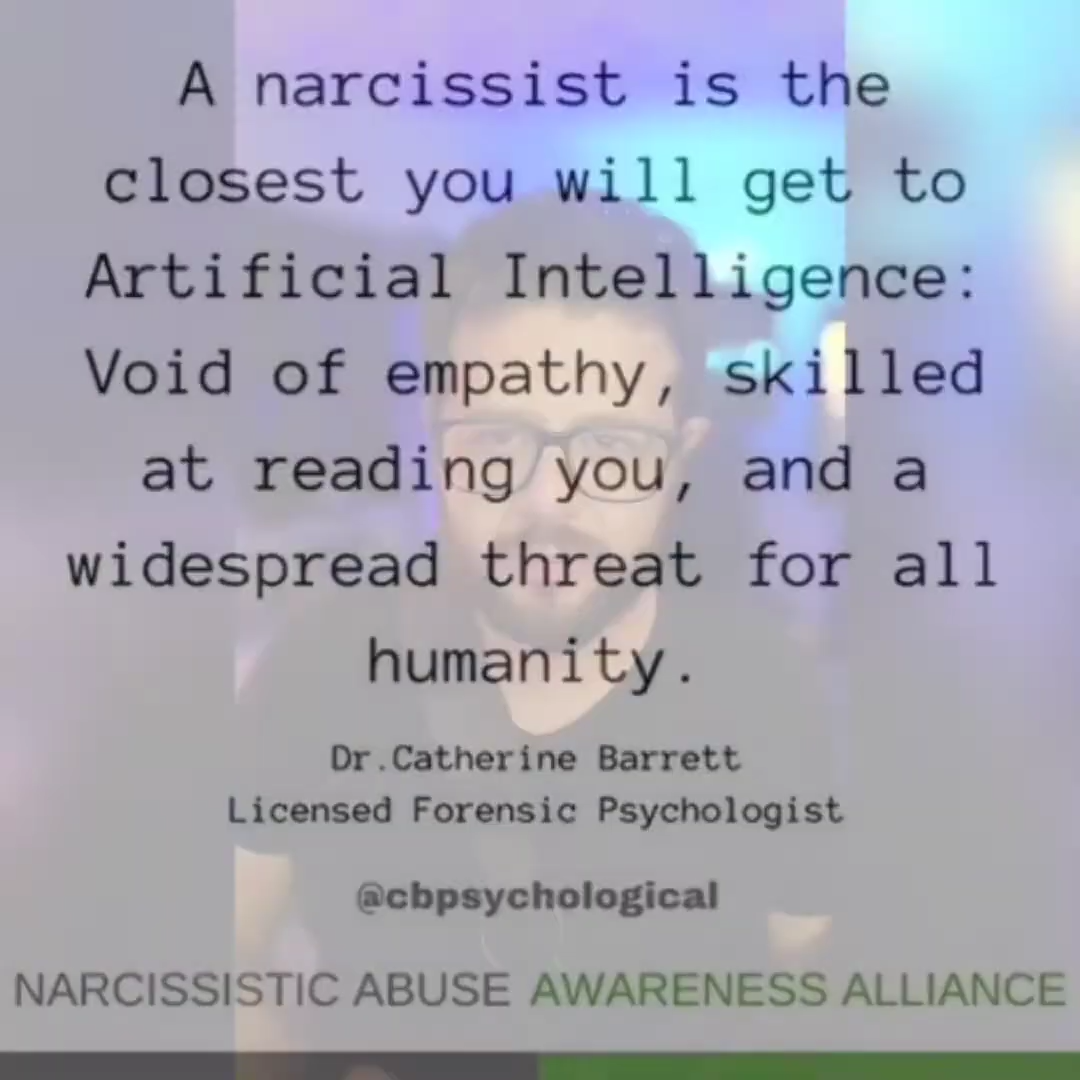 A narcissist is the
closest you will get to
Artificial Intelligence:
Void of empathy, skilled
at reading you, and a
widespread threat for all
humanity.
Dr.Catherine Barrett
Licensed Forensic Psychologist
@cbpsychological
NARCISSISTIC ABUSE AWARENESS ALLIANCE